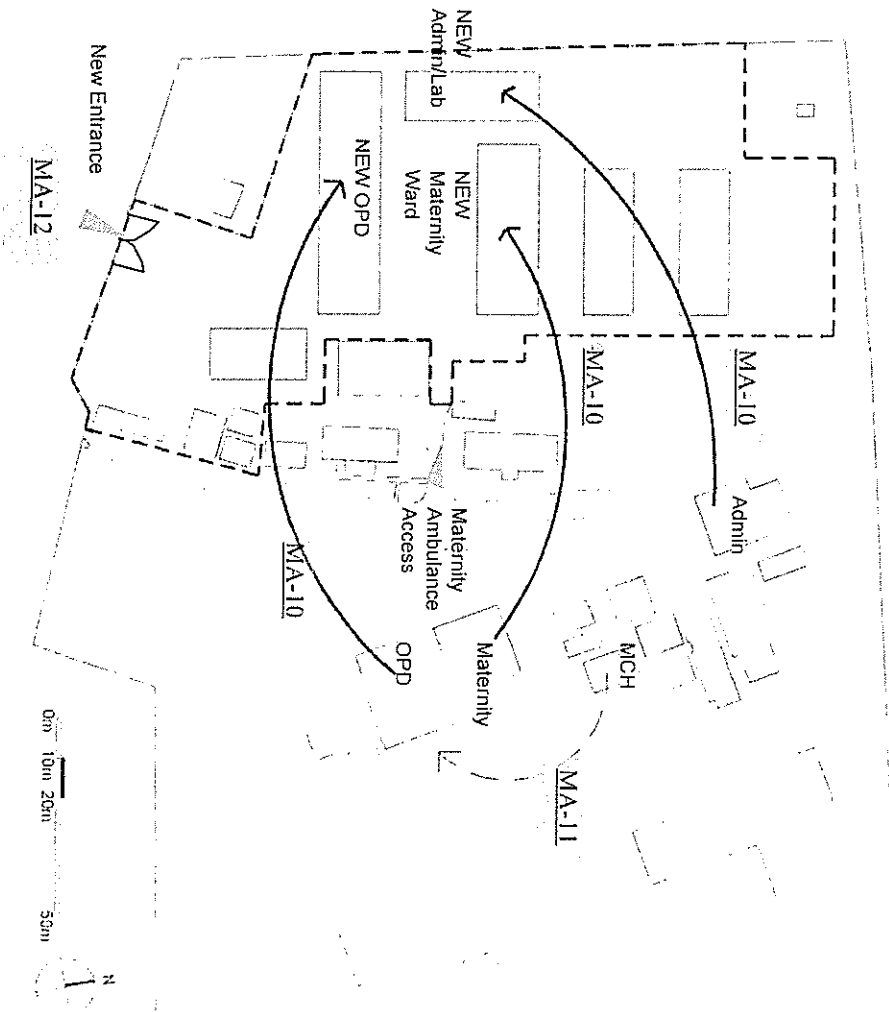 New Entrance
MA-12
NEW
Admin/Lab
NEW OPD
NEW
Maternity
Ward
MA-10
MA-10
MA-10
Maternity
Ambulance
Access
Admin
MCH
Maternity
OPD
MA-11
0m 10m 20m 50m
N